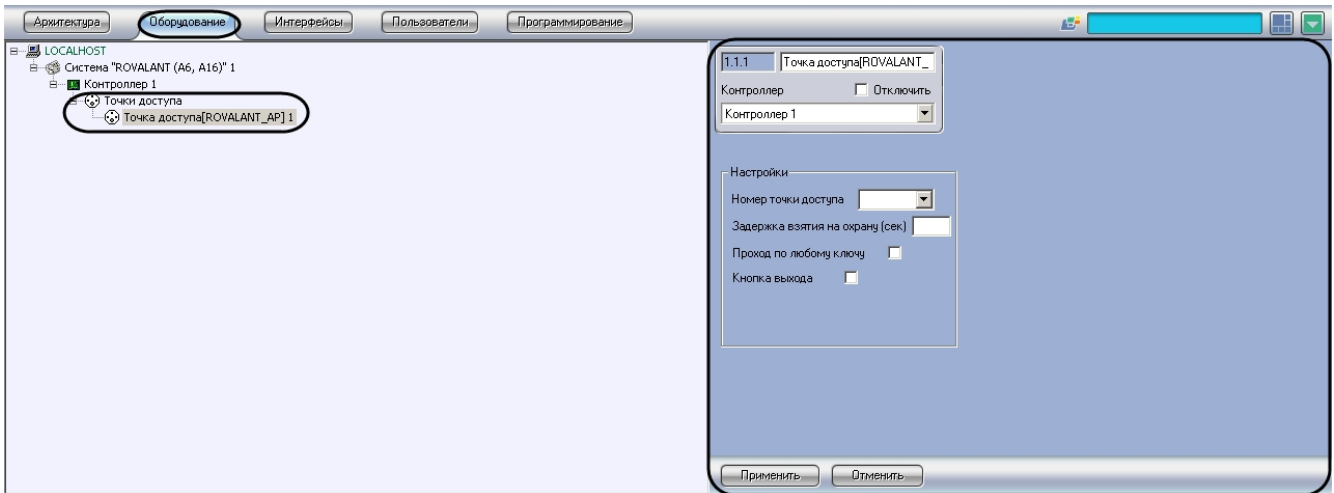 Архитектура Оборудование Интерфейсы Пользователи Программирование
LOCALHOST
Система "ROVALANT (A6, A16)" 1
Контроллер 1
Точки доступа
Точка доступа[ROVALANT_AP] 1
1.1.1 Точка доступа[ROVALANT_
Контроллер Отключить
Контроллер 1
Настройки
Номер точки доступа
Задержка взятия на охрану (сек)
Проход по любому ключу
Кнопка выхода
Применить Отменить